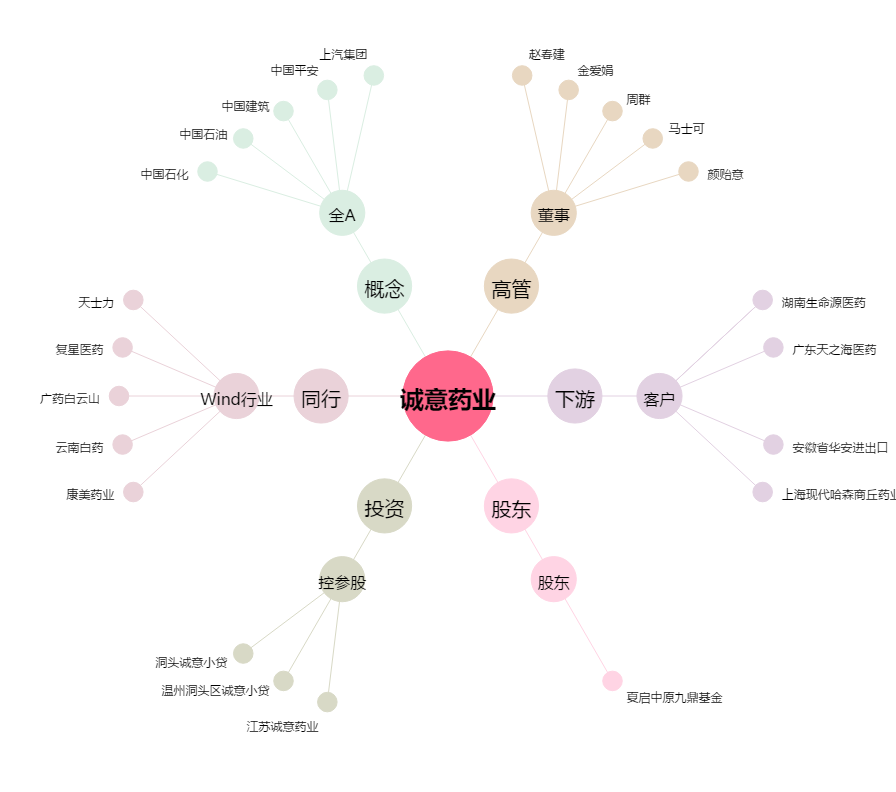 上汽集团
中国平安
中国建筑
中国石油
中国石化
全A
概念
赵春建
金爱娟
周群
马士可
颜贻意
董事
高管
天士力
复星医药
广药白云山
云南白药
康美药业
Wind行业
同行
诚意药业
下游
客户
湖南生命源医药
广东天之海医药
安徽省华安进出口
上海现代哈森商丘药业
投资
控参股
洞头诚意小贷
温州洞头区诚意小贷
江苏诚意药业
股东
股东
夏启中原九鼎基金